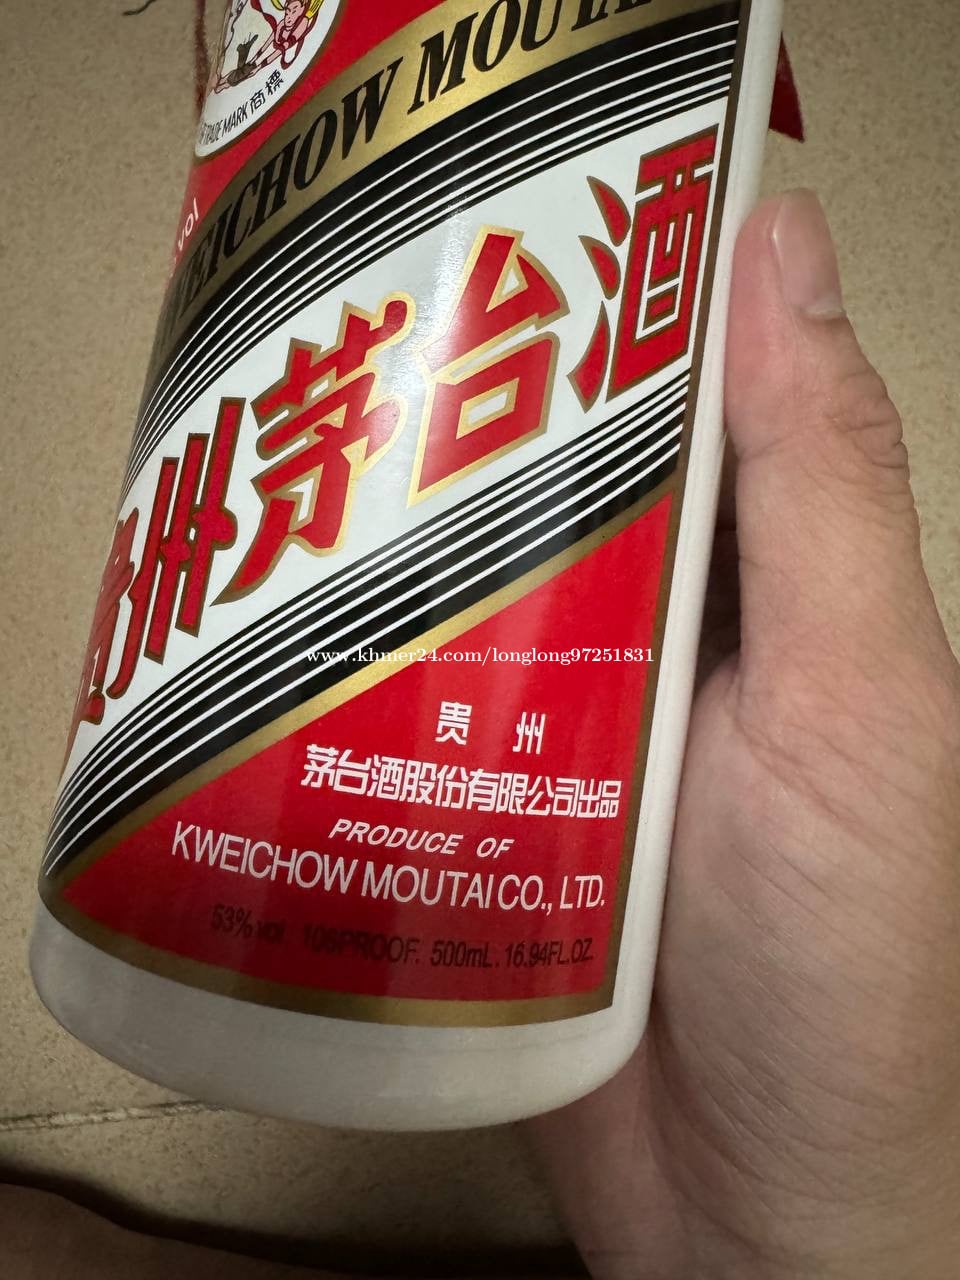 TRADE MARK 商標
KWEICHOW MOUTAI
VOL
貴州茅台酒
www.khmer24.com/longlong97251831
贵州
茅台酒股份有限公司出品
PRODUCE OF
KWEICHOW MOUTAI CO., LTD.
53% vol 106PROOF. 500mL. 16.94FL.OZ.